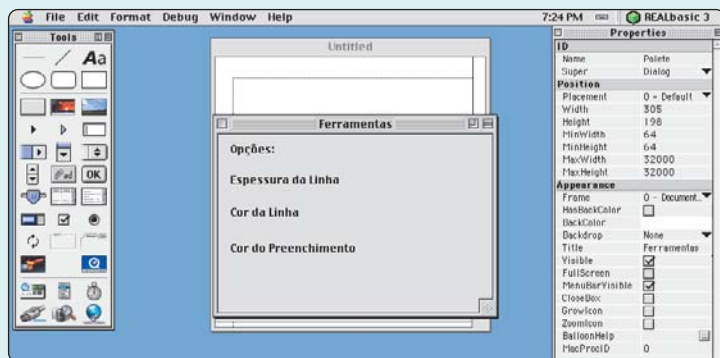 File Edit Format Debug Window Help 7:24 PM REALbasic 3
Tools
Aa
OK
Untitled
Ferramentas
Opções:
Espessura da Linha
Cor da Linha
Cor do Preenchimento
Properties
ID
Name Palete
Super Dialog
Position
Placement 0 - Default
Width 305
Height 198
MinWidth 64
MinHeight 64
MaxWidth 32000
MaxHeight 32000
Appearance
Frame 0 - Document..
HasBackColor
BackColor
Backdrop None
Title Ferramentas
Visible
FullScreen
MenuBarVisible
CloseBox
GrowIcon
ZoomIcon
BalloonHelp
MacProcID 0